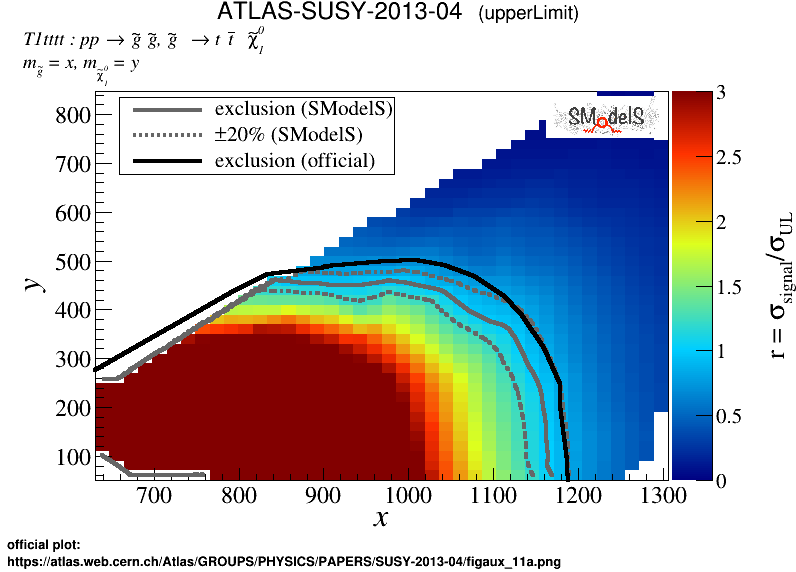 ATLAS-SUSY-2013-04 (upperLimit)
T1tttt : pp → g̃ g̃, g̃ → t t̄ χ̃⁰₁
m_g̃ = x, m_χ̃⁰₁ = y
exclusion (SModelS)
±20% (SModelS)
exclusion (official)
SModelS
y
800
700
600
500
400
300
200
100
700 800 900 1000 1100 1200 1300
x
3
2.5
2
1.5
1
0.5
0
r = σ_signal/σ_UL
official plot:
https://atlas.web.cern.ch/Atlas/GROUPS/PHYSICS/PAPERS/SUSY-2013-04/figaux_11a.png